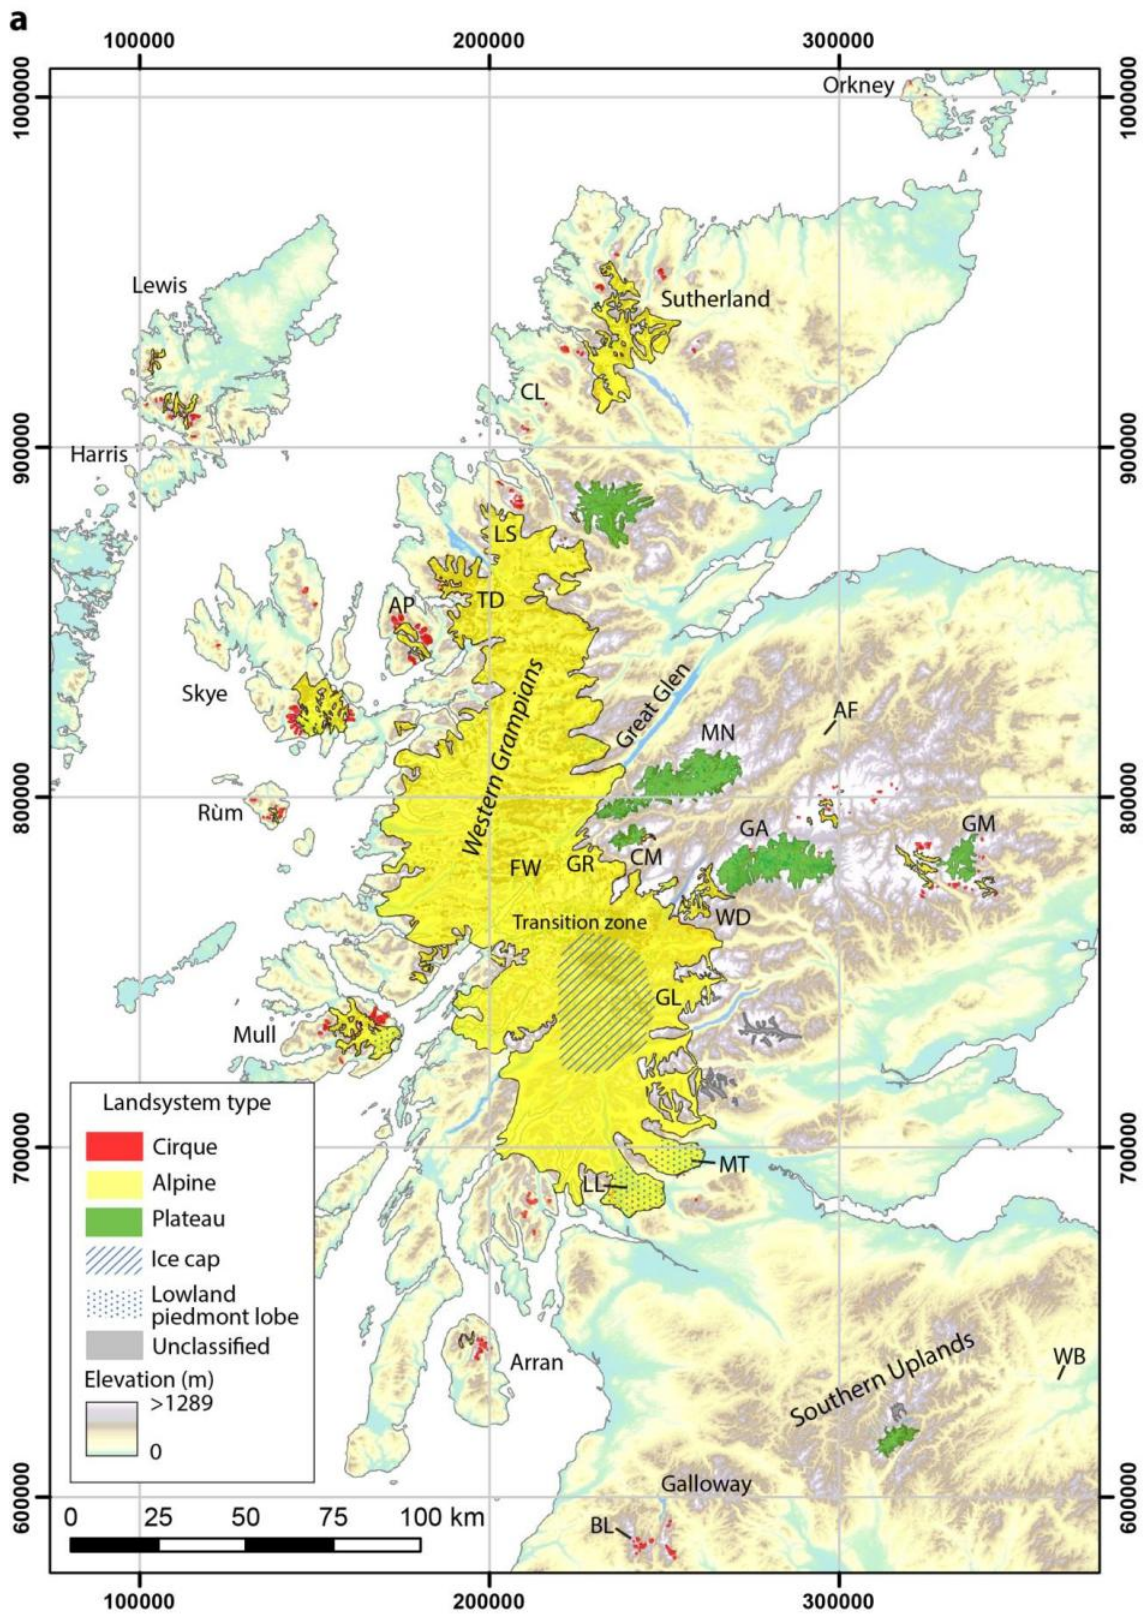 a
100000 200000 300000
1000000 1000000
Orkney
Lewis
Sutherland
CL
Harris
900000 900000
LS
AP
TD
Skye
Western Grampians
Great Glen
AF
MN
800000 800000
Rùm
GA
GM
CM
FW
GR
WD
Transition zone
GL
Mull
Landsystem type
Cirque
Alpine
Plateau
Ice cap
Lowland
piedmont lobe
Unclassified
Elevation (m)
>1289
0
700000 700000
MT
LL
Arran
Southern Uplands
WB
600000 600000
Galloway
BL
0 25 50 75 100 km
100000 200000 300000